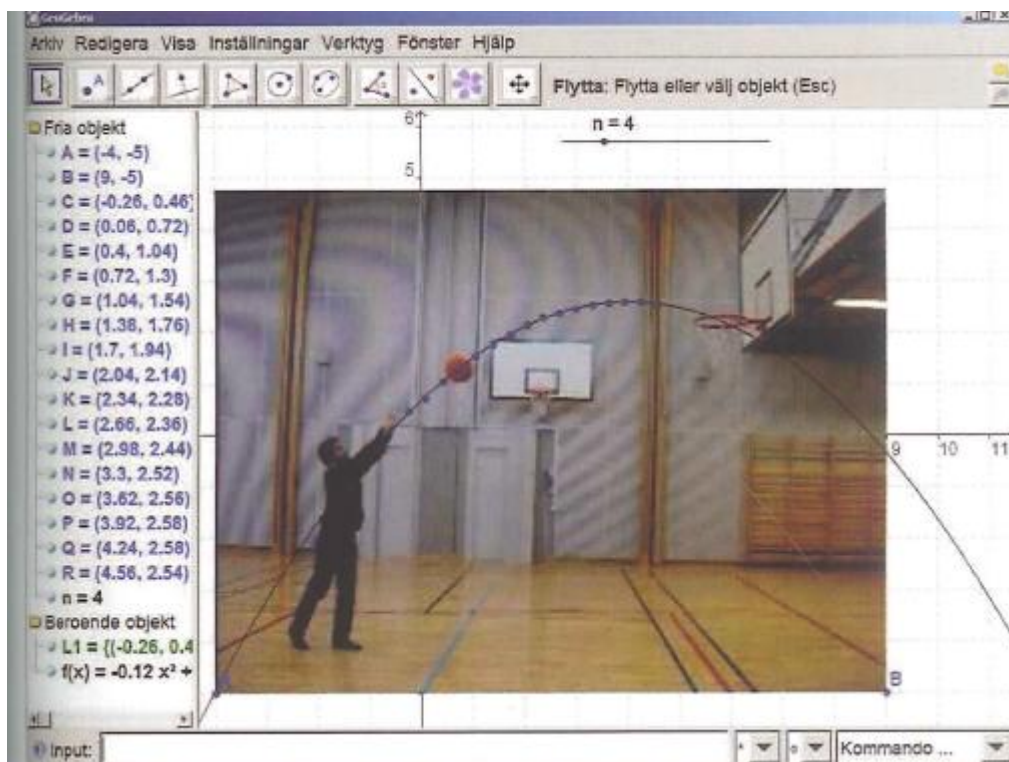 GeoGebra
Arkiv Redigera Visa Inställningar Verktyg Fönster Hjälp
A
Flytta: Flytta eller välj objekt (Esc)
Fria objekt
A = (-4, -5)
B = (9, -5)
C = (-0.26, 0.46)
D = (0.06, 0.72)
E = (0.4, 1.04)
F = (0.72, 1.3)
G = (1.04, 1.54)
H = (1.38, 1.76)
I = (1.7, 1.94)
J = (2.04, 2.14)
K = (2.34, 2.28)
L = (2.66, 2.36)
M = (2.98, 2.44)
N = (3.3, 2.52)
O = (3.62, 2.56)
P = (3.92, 2.58)
Q = (4.24, 2.58)
R = (4.56, 2.54)
n = 4
Beroende objekt
L1 = {(-0.26, 0.4
f(x) = -0.12 x² +
n = 4
6
5
9 10 11
B
Input:
Kommando ...